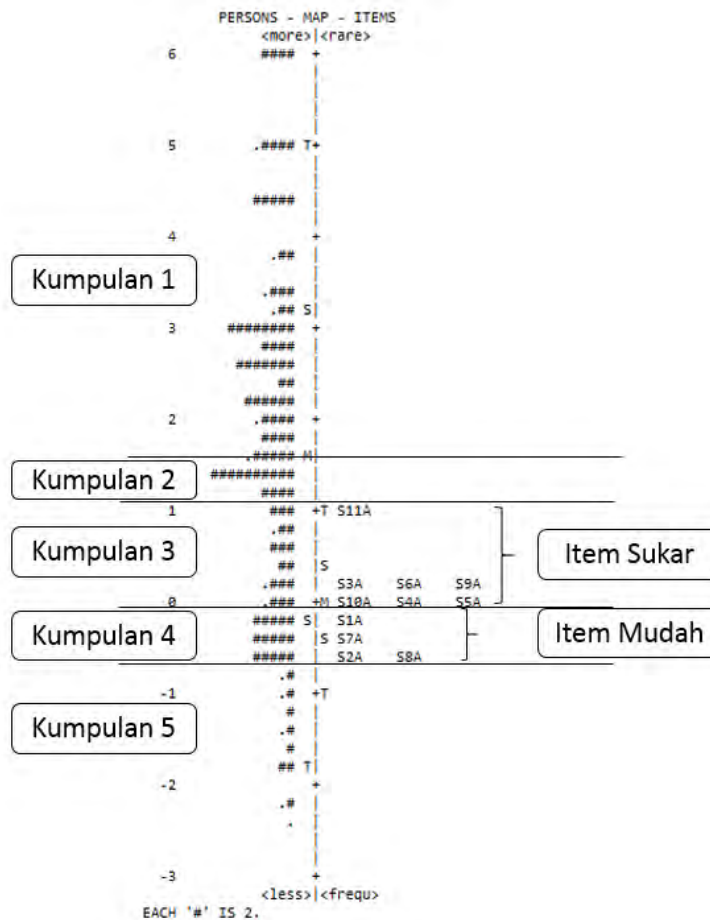 PERSONS - MAP - ITEMS
<more>|<rare>
6 #### +
|
|
|
|
5 .#### T+
|
|
##### |
|
4 +
.## |
Kumpulan 1
|
.### |
.## S|
3 ######## +
#### |
####### |
## |
###### |
2 .#### +
#### |
.##### M|
Kumpulan 2
########## |
#### |
1 ### +T S11A
.## |
Kumpulan 3
### |
Item Sukar
## |S
.### | S3A S6A S9A
0 .### +M S10A S4A S5A
##### S| S1A
Kumpulan 4
Item Mudah
##### |S S7A
##### | S2A S8A
.# |
-1 .# +T
# |
Kumpulan 5
.# |
# |
## T|
-2 +
.# |
. |
|
|
-3 +
<less>|<frequ>
EACH '#' IS 2.